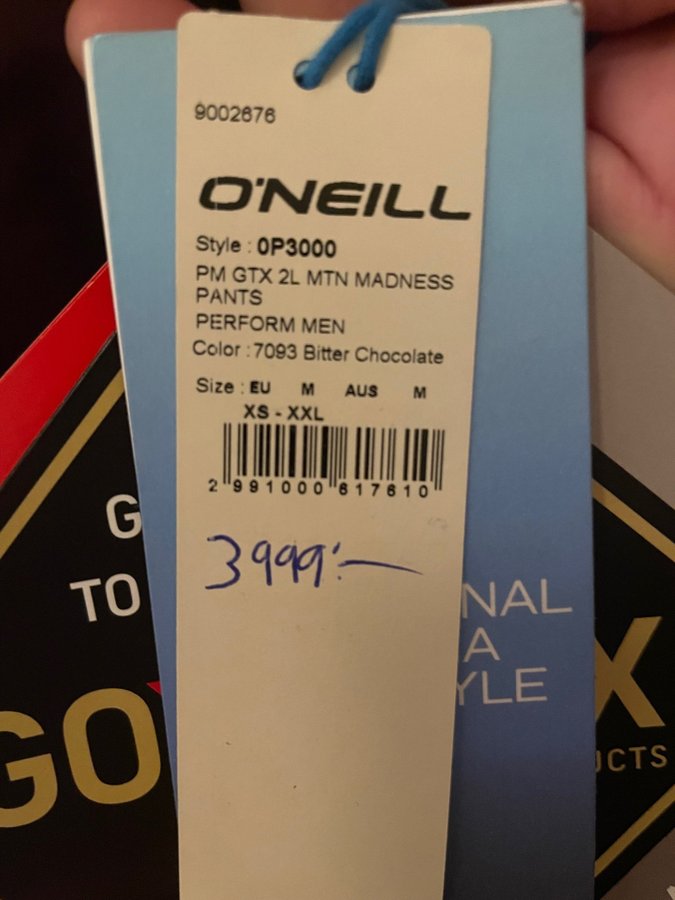 9002676
O'NEILL
Style : 0P3000
PM GTX 2L MTN MADNESS
PANTS
PERFORM MEN
Color : 7093 Bitter Chocolate
Size : EU M AUS M
XS - XXL
2 991000 617610
3999:-
G
TO
GO
NAL
A
YLE
X
UCTS